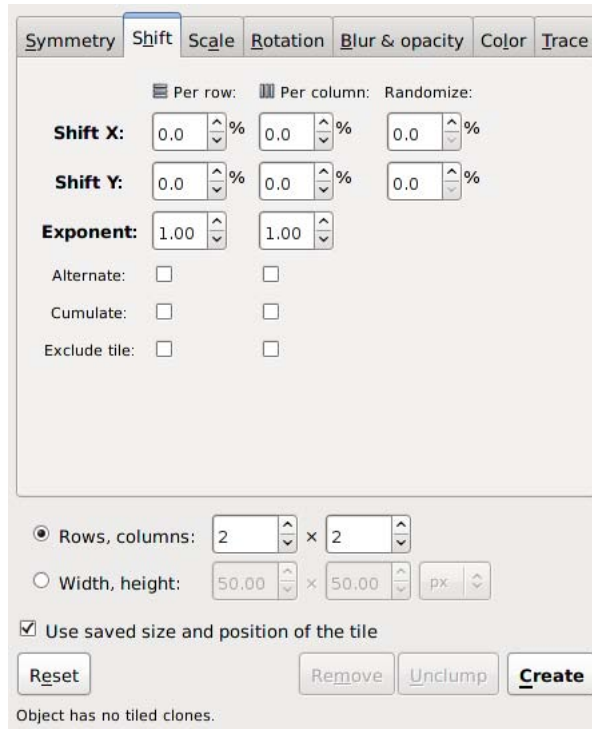 Symmetry Shift Scale Rotation Blur & opacity Color Trace
Per row: Per column: Randomize:
Shift X: 0.0 % 0.0 % 0.0 %
Shift Y: 0.0 % 0.0 % 0.0 %
Exponent: 1.00 1.00
Alternate:
Cumulate:
Exclude tile:
Rows, columns: 2 × 2
Width, height: 50.00 × 50.00 px
Use saved size and position of the tile
Reset Remove Unclump Create
Object has no tiled clones.